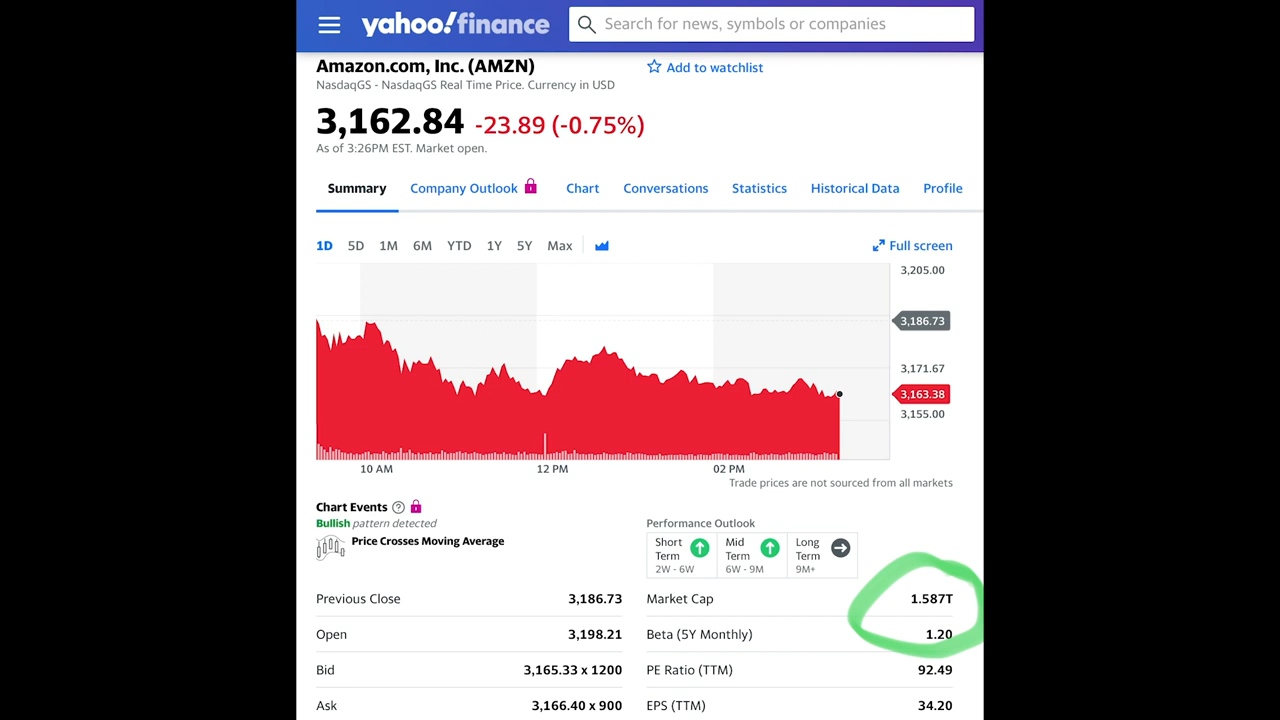 yahoo!finance
Search for news, symbols or companies
Amazon.com, Inc. (AMZN)
Add to watchlist
NasdaqGS - NasdaqGS Real Time Price. Currency in USD
3,162.84 -23.89 (-0.75%)
As of 3:26PM EST. Market open.
Summary Company Outlook Chart Conversations Statistics Historical Data Profile
1D 5D 1M 6M YTD 1Y 5Y Max Full screen
3,205.00
3,186.73
3,171.67
3,163.38
3,155.00
10 AM 12 PM 02 PM
Trade prices are not sourced from all markets
Chart Events ?
Bullish pattern detected
Price Crosses Moving Average
Performance Outlook
Short Term 2W - 6W
Mid Term 6W - 9M
Long Term 9M+
Previous Close 3,186.73
Market Cap 1.587T
Open 3,198.21
Beta (5Y Monthly) 1.20
Bid 3,165.33 x 1200
PE Ratio (TTM) 92.49
Ask 3,166.40 x 900
EPS (TTM) 34.20